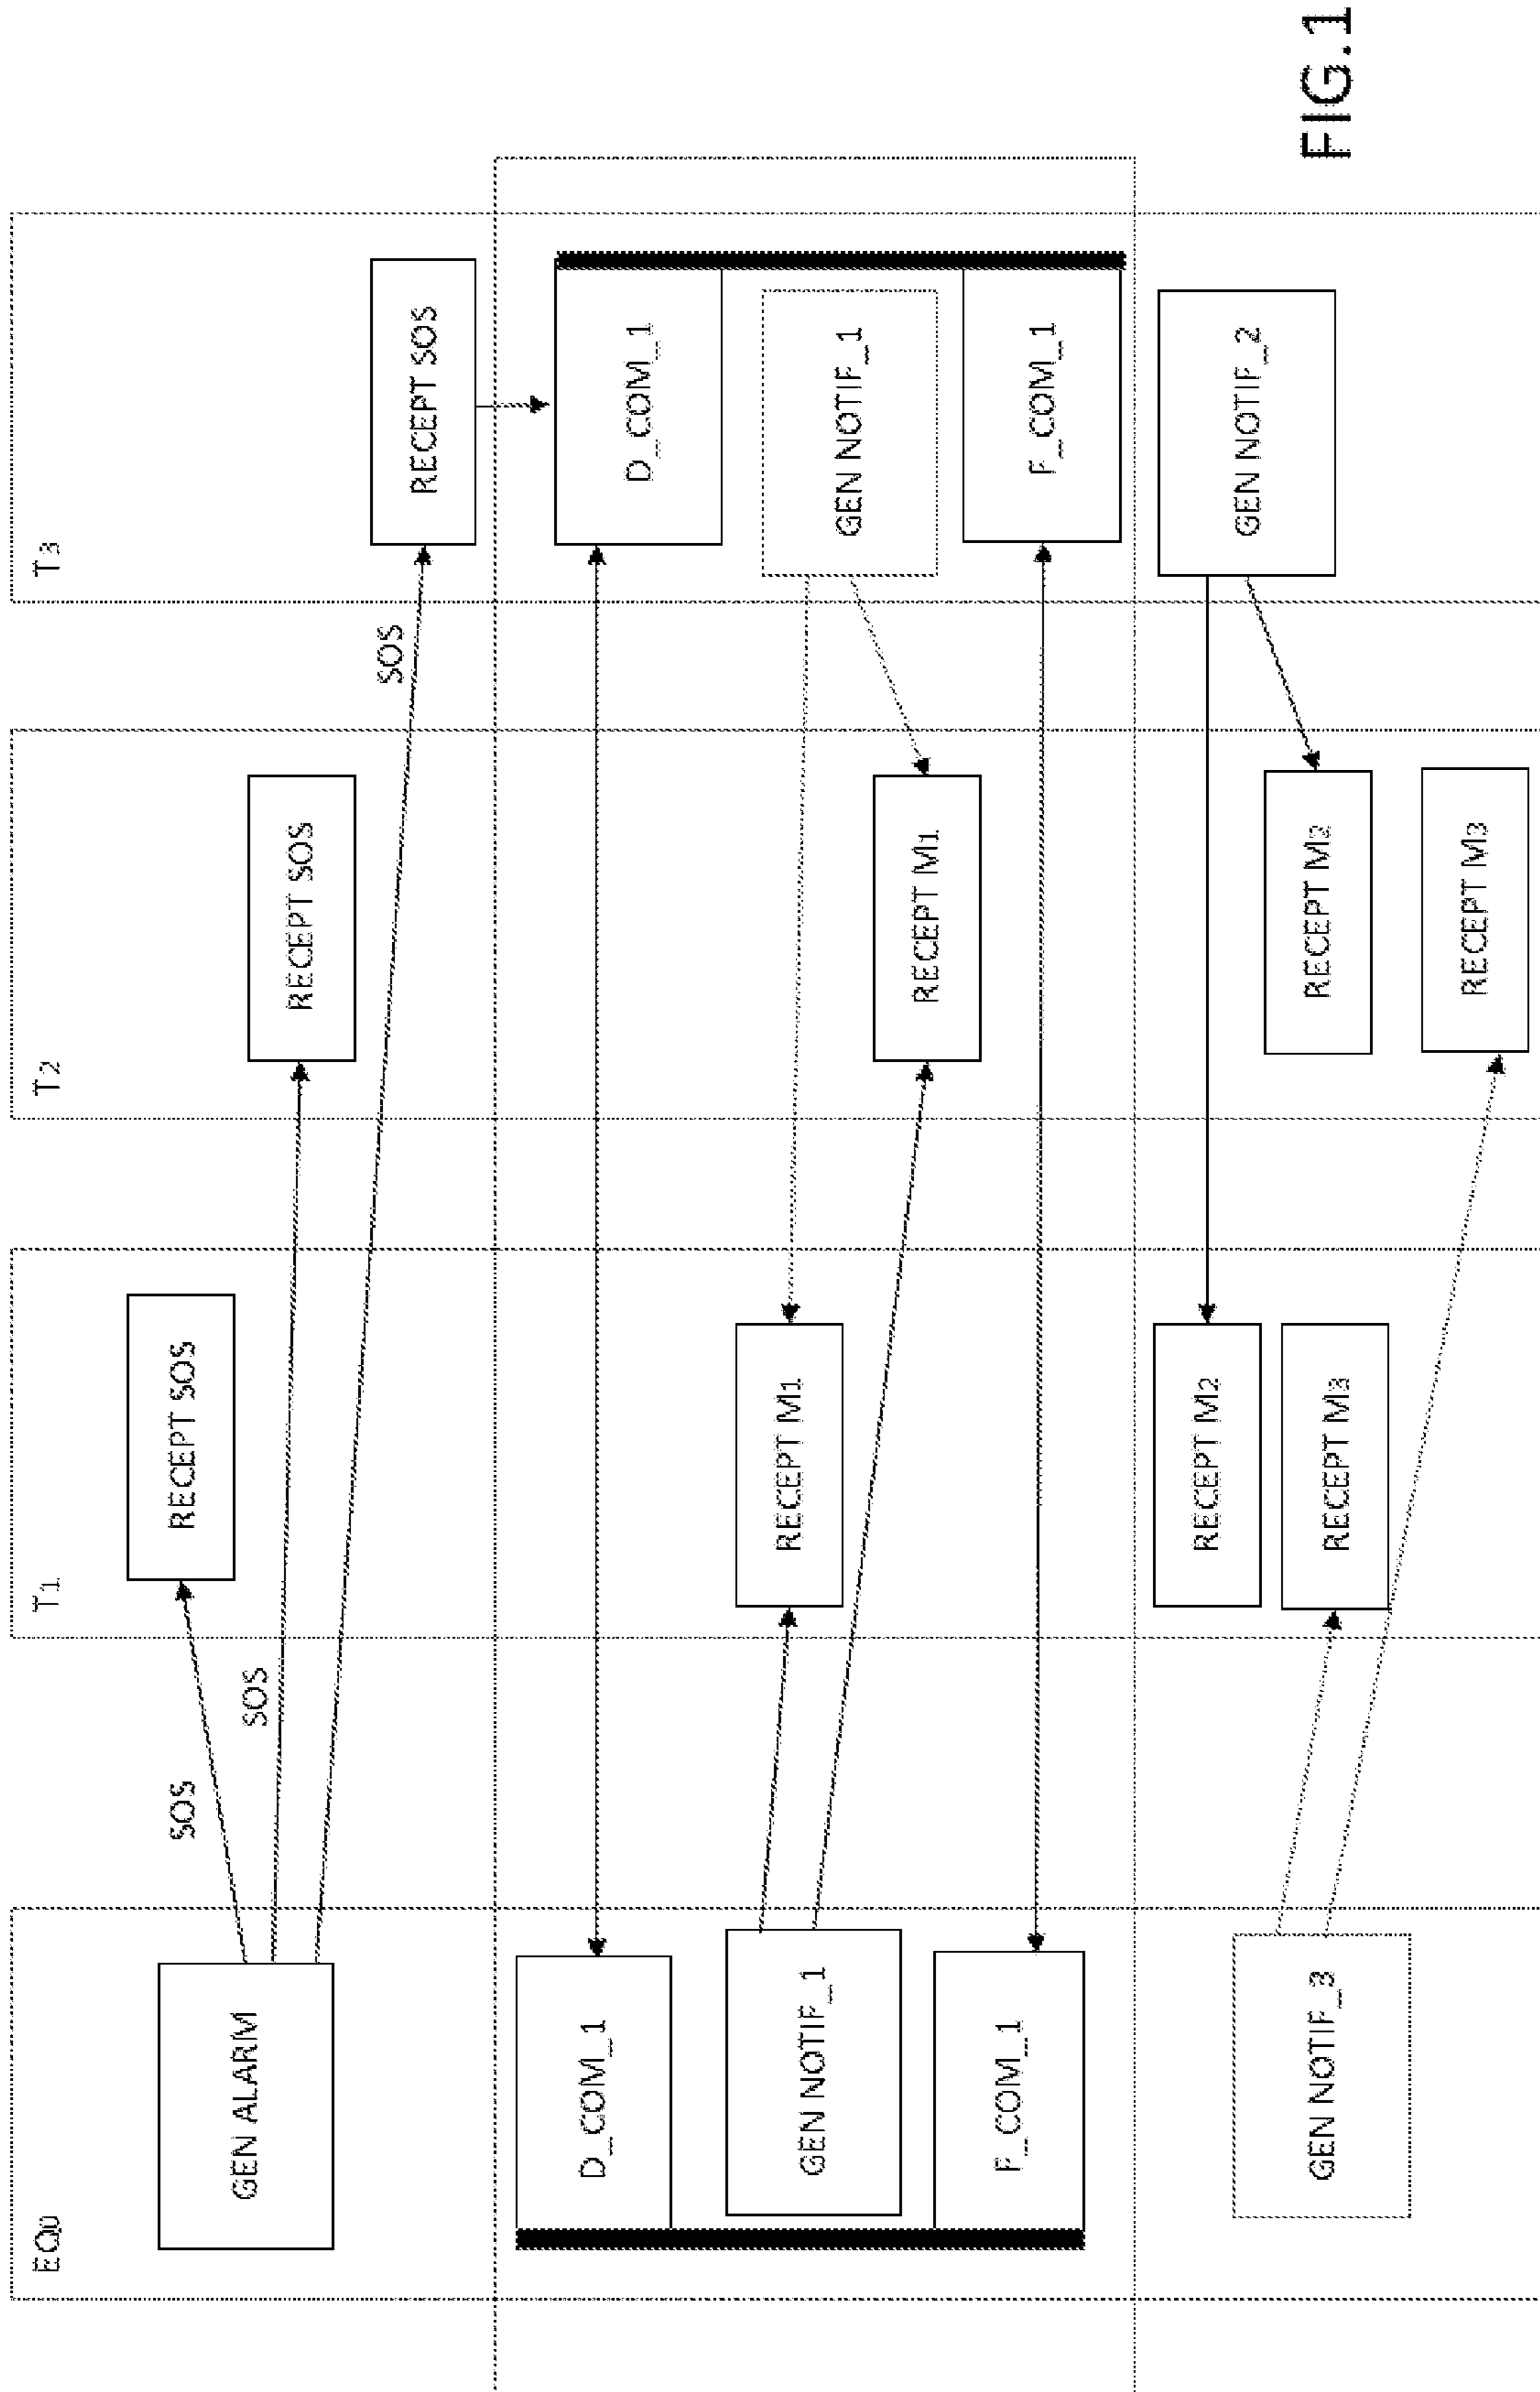 EQ0
T1
T2
T3
GEN ALARM
SOS
SOS
SOS
RECEPT SOS
RECEPT SOS
RECEPT SOS
D_COM_1
D_COM_1
GEN NOTIF_1
RECEPT M1
RECEPT M1
GEN NOTIF_1
F_COM_1
F_COM_1
RECEPT M2
RECEPT M2
GEN NOTIF_2
GEN NOTIF_3
RECEPT M3
RECEPT M3
FIG.1